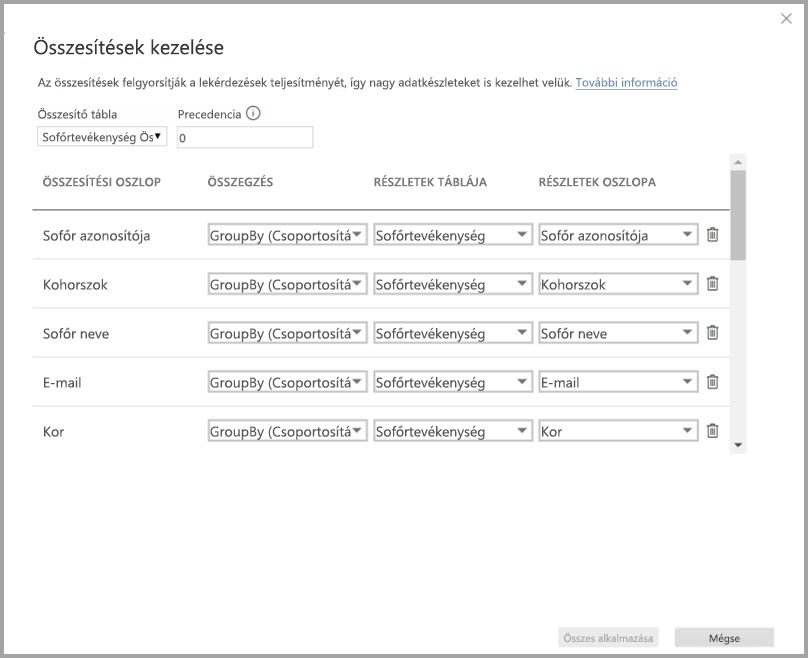 Összesítések kezelése
Az összesítések felgyorsítják a lekérdezések teljesítményét, így nagy adatkészleteket is kezelhet velük. További információ
Összesítő tábla Precedencia
Sofőrtevékenység Ös 0
ÖSSZESÍTÉSI OSZLOP ÖSSZEGZÉS RÉSZLETEK TÁBLÁJA RÉSZLETEK OSZLOPA
Sofőr azonosítója GroupBy (Csoportosítá Sofőrtevékenység Sofőr azonosítója
Kohorszok GroupBy (Csoportosítá Sofőrtevékenység Kohorszok
Sofőr neve GroupBy (Csoportosítá Sofőrtevékenység Sofőr neve
E-mail GroupBy (Csoportosítá Sofőrtevékenység E-mail
Kor GroupBy (Csoportosítá Sofőrtevékenység Kor
Összes alkalmazása Mégse